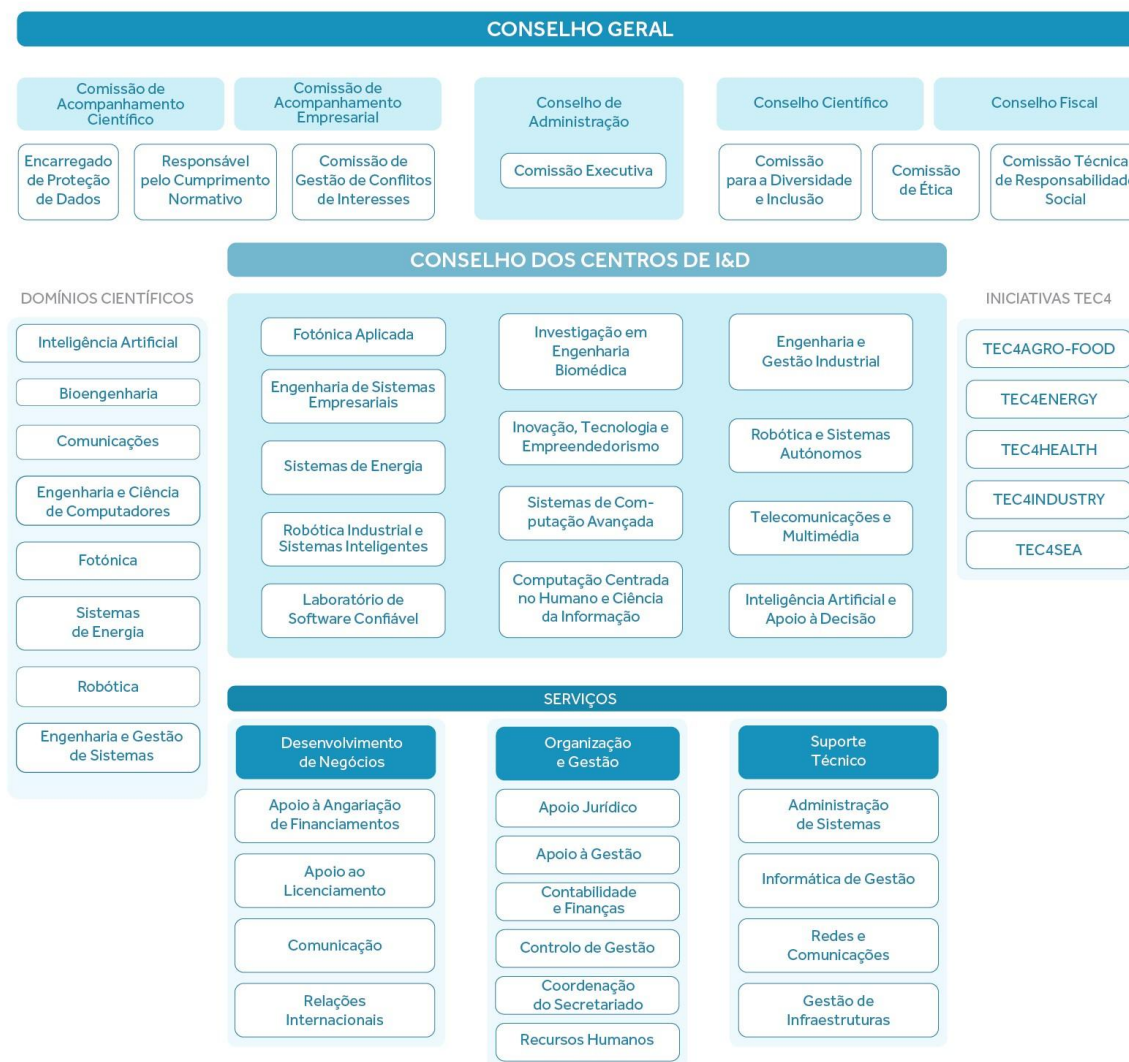 CONSELHO GERAL
Comissão de
Acompanhamento
Científico
Comissão de
Acompanhamento
Empresarial
Conselho de
Administração
Conselho Científico
Conselho Fiscal
Encarregado
de Proteção
de Dados
Responsável
pelo Cumprimento
Normativo
Comissão de
Gestão de Conflitos
de Interesses
Comissão Executiva
Comissão
para a Diversidade
e Inclusão
Comissão
de Ética
Comissão Técnica
de Responsabilidade
Social
CONSELHO DOS CENTROS DE I&D
DOMÍNIOS CIENTÍFICOS
Inteligência Artificial
Bioengenharia
Comunicações
Engenharia e Ciência
de Computadores
Fotónica
Sistemas
de Energia
Robótica
Engenharia e Gestão
de Sistemas
Fotónica Aplicada
Engenharia de Sistemas
Empresariais
Sistemas de Energia
Robótica Industrial e
Sistemas Inteligentes
Laboratório de
Software Confiável
Investigação em
Engenharia
Biomédica
Inovação, Tecnologia e
Empreendedorismo
Sistemas de Com-
putação Avançada
Computação Centrada
no Humano e Ciência
da Informação
Engenharia e
Gestão Industrial
Robótica e Sistemas
Autónomos
Telecomunicações e
Multimédia
Inteligência Artificial e
Apoio à Decisão
INICIATIVAS TEC4
TEC4AGRO-FOOD
TEC4ENERGY
TEC4HEALTH
TEC4INDUSTRY
TEC4SEA
SERVIÇOS
Desenvolvimento
de Negócios
Apoio à Angariação
de Financiamentos
Apoio ao
Licenciamento
Comunicação
Relações
Internacionais
Organização
e Gestão
Apoio Jurídico
Apoio à Gestão
Contabilidade
e Finanças
Controlo de Gestão
Coordenação
do Secretariado
Recursos Humanos
Suporte
Técnico
Administração
de Sistemas
Informática de Gestão
Redes e
Comunicações
Gestão de
Infraestruturas